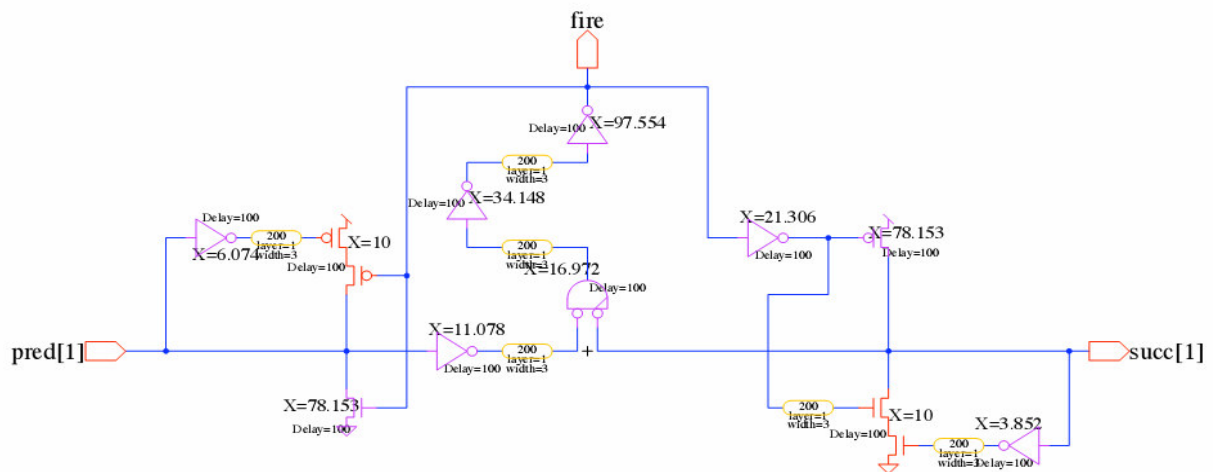 fire
X=97.554
Delay=100
200
layer=1
width=3
Delay=100
X=34.148
Delay=100
X=6.074
200
layer=1
width=3
X=10
Delay=100
200
layer=1
width=3
X=16.972
Delay=100
X=21.306
Delay=100
X=78.153
Delay=100
pred[1]
X=11.078
Delay=100
200
layer=1
width=3
succ[1]
X=78.153
Delay=100
200
layer=1
width=3
X=10
Delay=100
200
layer=1
width=3
X=3.852
Delay=100